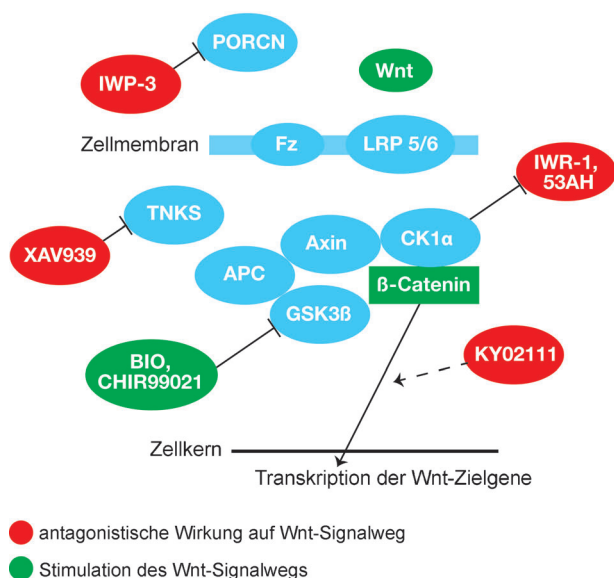 PORCN
IWP-3
Wnt
Zellmembran
Fz
LRP 5/6
IWR-1,
53AH
TNKS
XAV939
Axin
CK1α
APC
ß-Catenin
GSK3ß
BIO,
CHIR99021
KY02111
Zellkern
Transkription der Wnt-Zielgene
antagonistische Wirkung auf Wnt-Signalweg
Stimulation des Wnt-Signalwegs